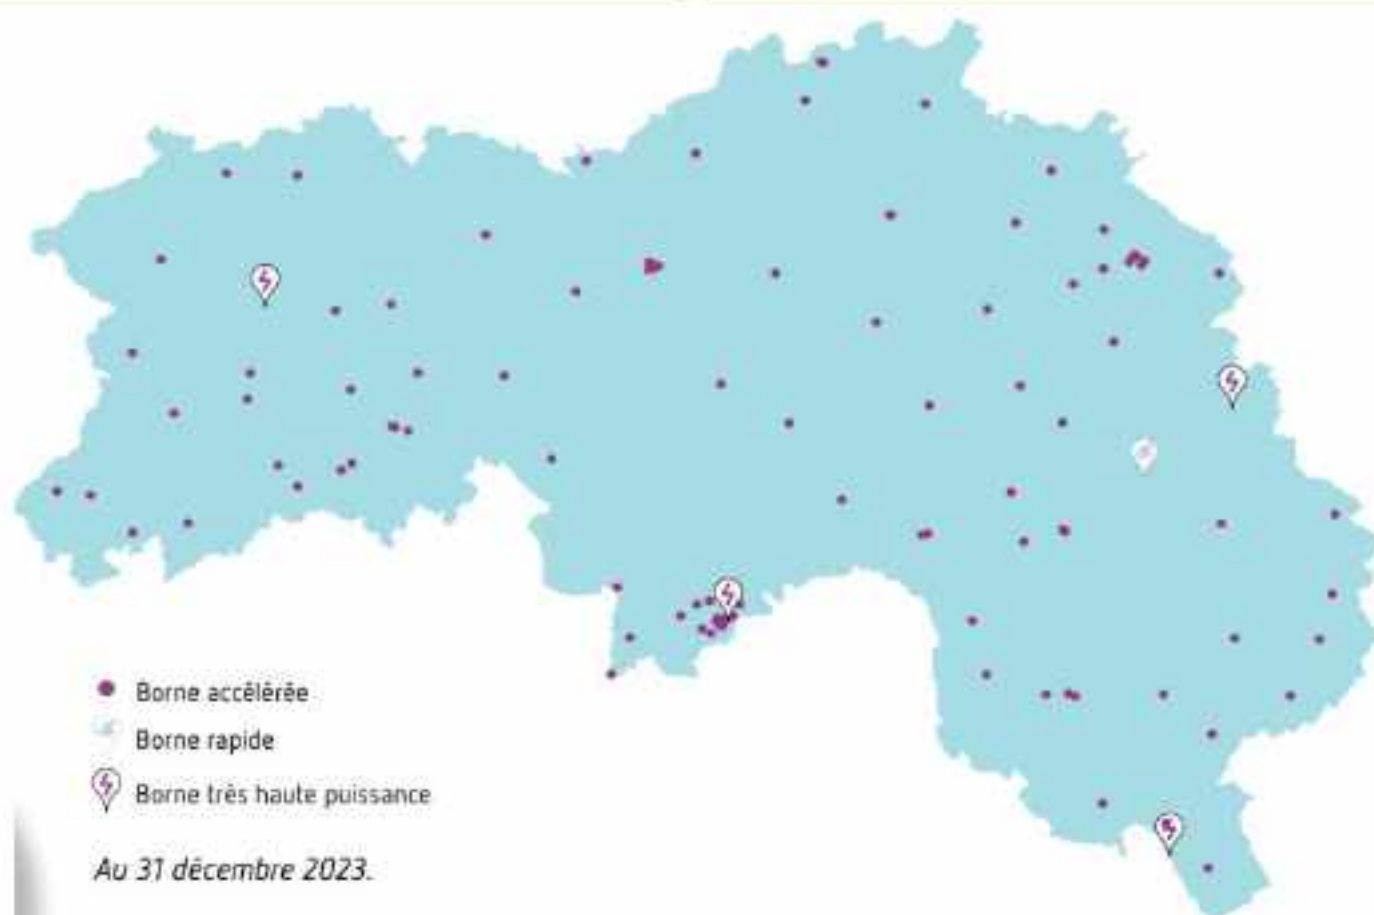 Borne accélérée
Borne rapide
Borne très haute puissance
Au 31 décembre 2023.